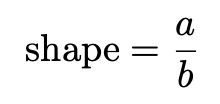 shape = a/b